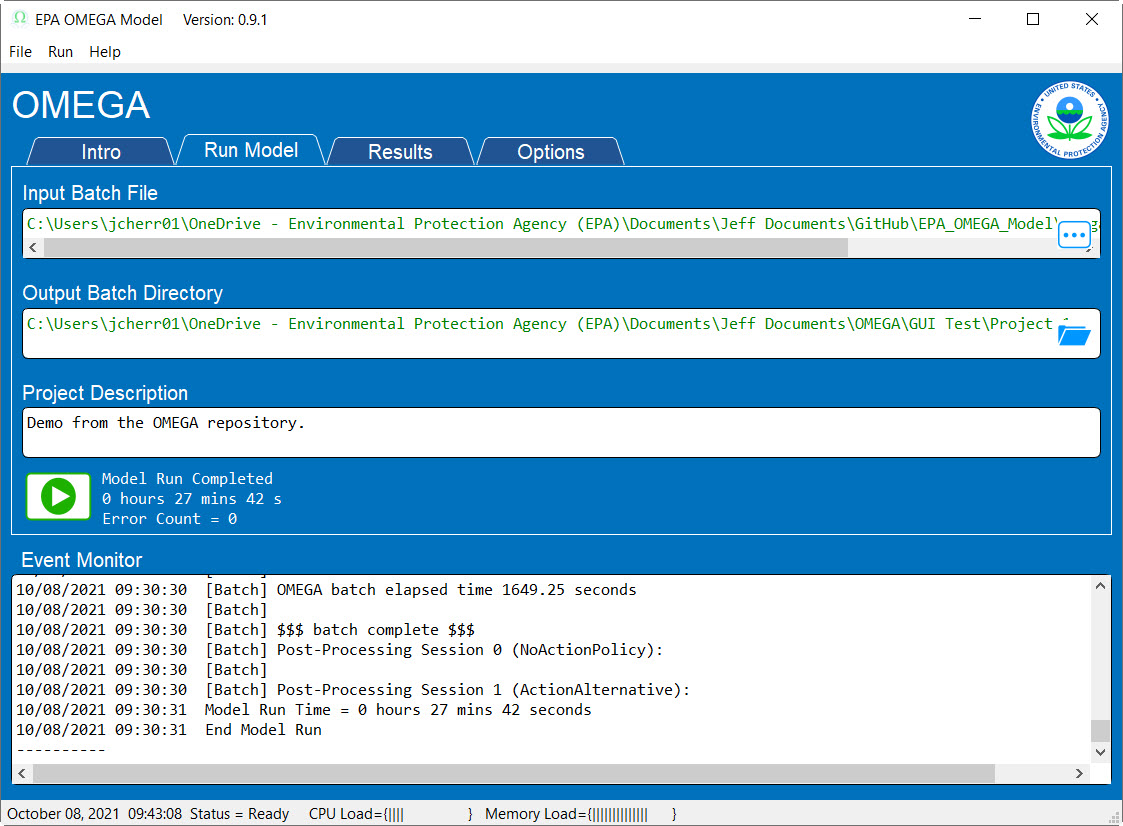 EPA OMEGA Model Version: 0.9.1
File Run Help
OMEGA
UNITED STATES ENVIRONMENTAL PROTECTION AGENCY
Intro Run Model Results Options
Input Batch File
C:\Users\jcherr01\OneDrive - Environmental Protection Agency (EPA)\Documents\Jeff Documents\GitHub\EPA_OMEGA_Model\
Output Batch Directory
C:\Users\jcherr01\OneDrive - Environmental Protection Agency (EPA)\Documents\Jeff Documents\OMEGA\GUI Test\Project
Project Description
Demo from the OMEGA repository.
Model Run Completed
0 hours 27 mins 42 s
Error Count = 0
Event Monitor
10/08/2021 09:30:30 [Batch] OMEGA batch elapsed time 1649.25 seconds
10/08/2021 09:30:30 [Batch]
10/08/2021 09:30:30 [Batch] $$$ batch complete $$$
10/08/2021 09:30:30 [Batch] Post-Processing Session 0 (NoActionPolicy):
10/08/2021 09:30:30 [Batch]
10/08/2021 09:30:30 [Batch] Post-Processing Session 1 (ActionAlternative):
10/08/2021 09:30:31 Model Run Time = 0 hours 27 mins 42 seconds
10/08/2021 09:30:31 End Model Run
----------
October 08, 2021 09:43:08 Status = Ready CPU Load={|||| } Memory Load={|||||||||||||| }